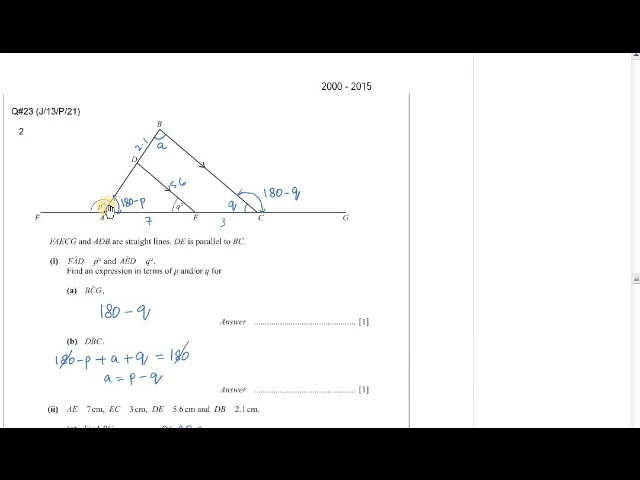 2000 - 2015
Q#23 (J/13/P/21)
2
B
2.1
a
D
5.6
180-p
p°
q°
q
180-q
F
A
7
E
3
C
G
FAECG and ADB are straight lines. DE is parallel to BC.
(i) FÂD p° and AÊD q°.
Find an expression in terms of p and/or q for
(a) BĈG,
180 - q
Answer ........................................ [1]
(b) DB̂C.
180 - p + a + q = 180
a = p - q
Answer ........................................ [1]
(ii) AE 7 cm, EC 3 cm, DE 5.6 cm and DB 2.1 cm.